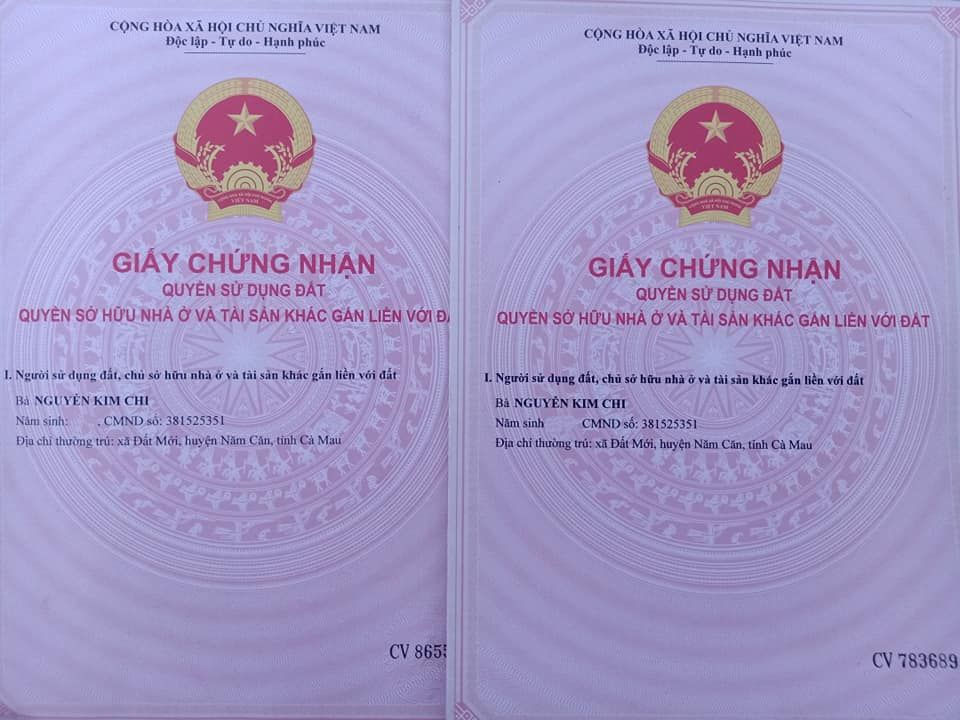 CỘNG HÒA XÃ HỘI CHỦ NGHĨA VIỆT NAM
Độc lập - Tự do - Hạnh phúc
GIẤY CHỨNG NHẬN
QUYỀN SỬ DỤNG ĐẤT
QUYỀN SỞ HỮU NHÀ Ở VÀ TÀI SẢN KHÁC GẮN LIỀN VỚI
I. Người sử dụng đất, chủ sở hữu nhà ở và tài sản khác gắn liền với đất
Bà NGUYỄN KIM CHI
Năm sinh: , CMND số: 381525351
Địa chỉ thường trú: xã Đất Mới, huyện Năm Căn, tỉnh Cà Mau
CV 8655
CỘNG HÒA XÃ HỘI CHỦ NGHĨA VIỆT NAM
Độc lập - Tự do - Hạnh phúc
GIẤY CHỨNG NHẬN
QUYỀN SỬ DỤNG ĐẤT
QUYỀN SỞ HỮU NHÀ Ở VÀ TÀI SẢN KHÁC GẮN LIỀN VỚI ĐẤT
I. Người sử dụng đất, chủ sở hữu nhà ở và tài sản khác gắn liền với đất
Bà NGUYỄN KIM CHI
Năm sinh CMND số: 381525351
Địa chỉ thường trú: xã Đất Mới, huyện Năm Căn, tỉnh Cà Mau
CV 783689